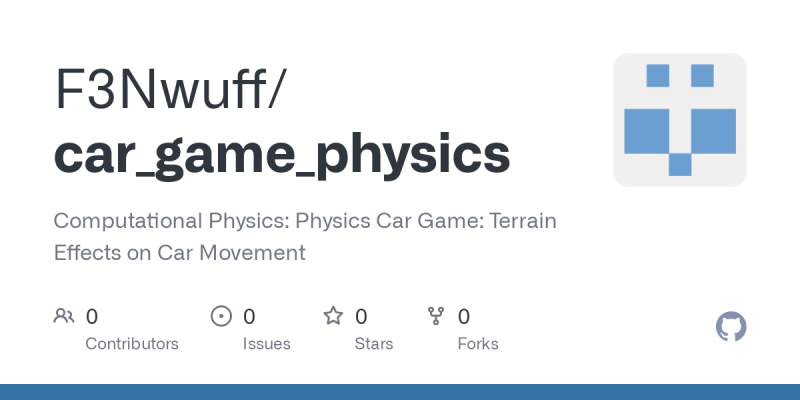 F3Nwuff/
car_game_physics
Computational Physics: Physics Car Game: Terrain
Effects on Car Movement
0 0 0 0
Contributors Issues Stars Forks